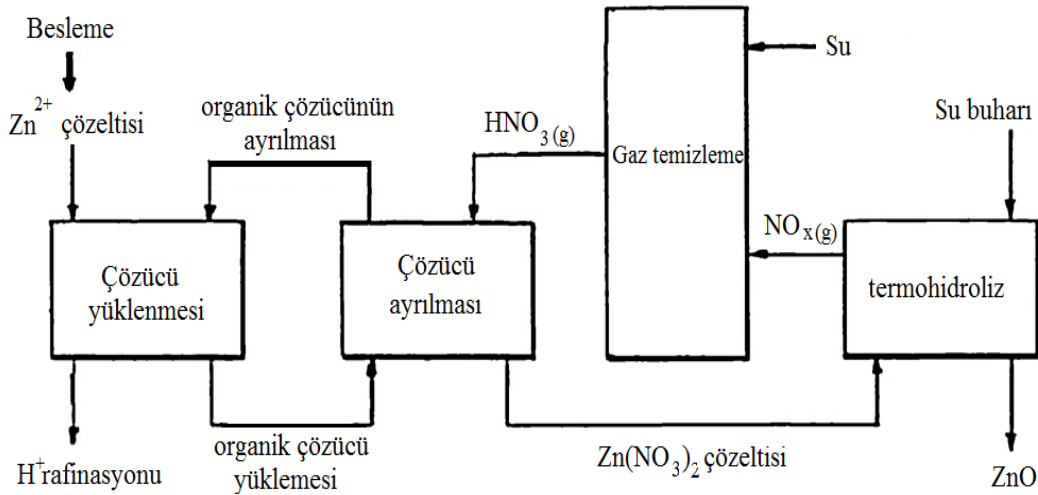 Besleme
Zn²⁺ çözeltisi
organik çözücünün
ayrılması
HNO₃(g)
Su
Gaz temizleme
Su buharı
NOₓ(g)
Çözücü
yüklenmesi
Çözücü
ayrılması
termohidroliz
H⁺rafinasyonu
organik çözücü
yüklemesi
Zn(NO₃)₂ çözeltisi
ZnO